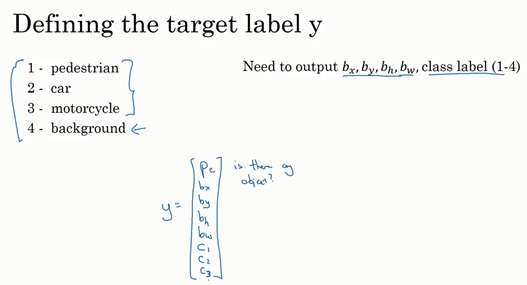 Defining the target label y
1 - pedestrian
2 - car
3 - motorcycle
4 - background
Need to output bx, by, bh, bw, class label (1-4)
y =
Pc
bx
by
bh
bw
C1
C2
C3
is there any
object?